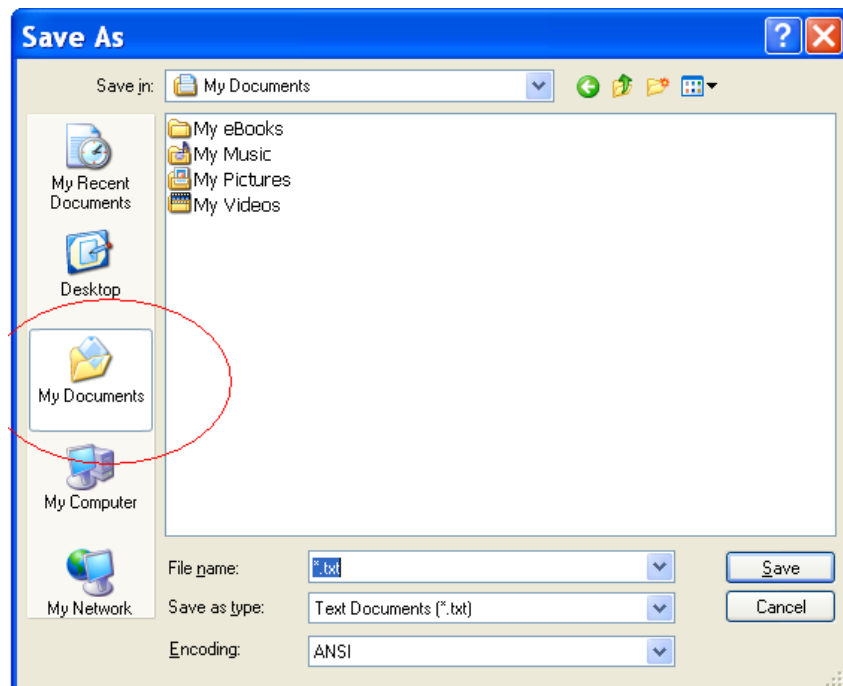 Save As
Save in:
My Documents
My eBooks
My Music
My Pictures
My Videos
My Recent
Documents
Desktop
My Documents
My Computer
My Network
File name:
*.txt
Save
Save as type:
Text Documents (*.txt)
Cancel
Encoding:
ANSI